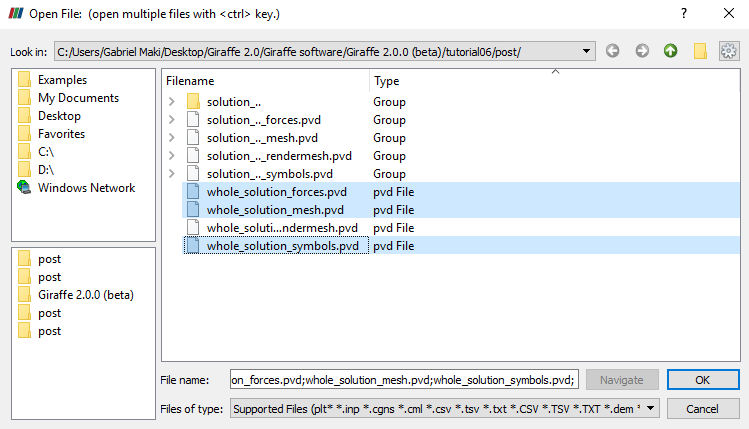 Open File: (open multiple files with <ctrl> key.)
Look in: C:/Users/Gabriel Maki/Desktop/Giraffe 2.0/Giraffe software/Giraffe 2.0.0 (beta)/tutorial06/post/
Examples
My Documents
Desktop
Favorites
C:\
D:\
Windows Network
post
post
Giraffe 2.0.0 (beta)
post
post
Filename Type
solution_.. Group
solution_.._forces.pvd Group
solution_.._mesh.pvd Group
solution_.._rendermesh.pvd Group
solution_.._symbols.pvd Group
whole_solution_forces.pvd pvd File
whole_solution_mesh.pvd pvd File
whole_soluti...ndermesh.pvd pvd File
whole_solution_symbols.pvd pvd File
File name: on_forces.pvd;whole_solution_mesh.pvd;whole_solution_symbols.pvd; Navigate OK
Files of type: Supported Files (plt* *.inp *.cgns *.cml *.csv *.tsv *.txt *.CSV *.TSV *.TXT *.dem * Cancel